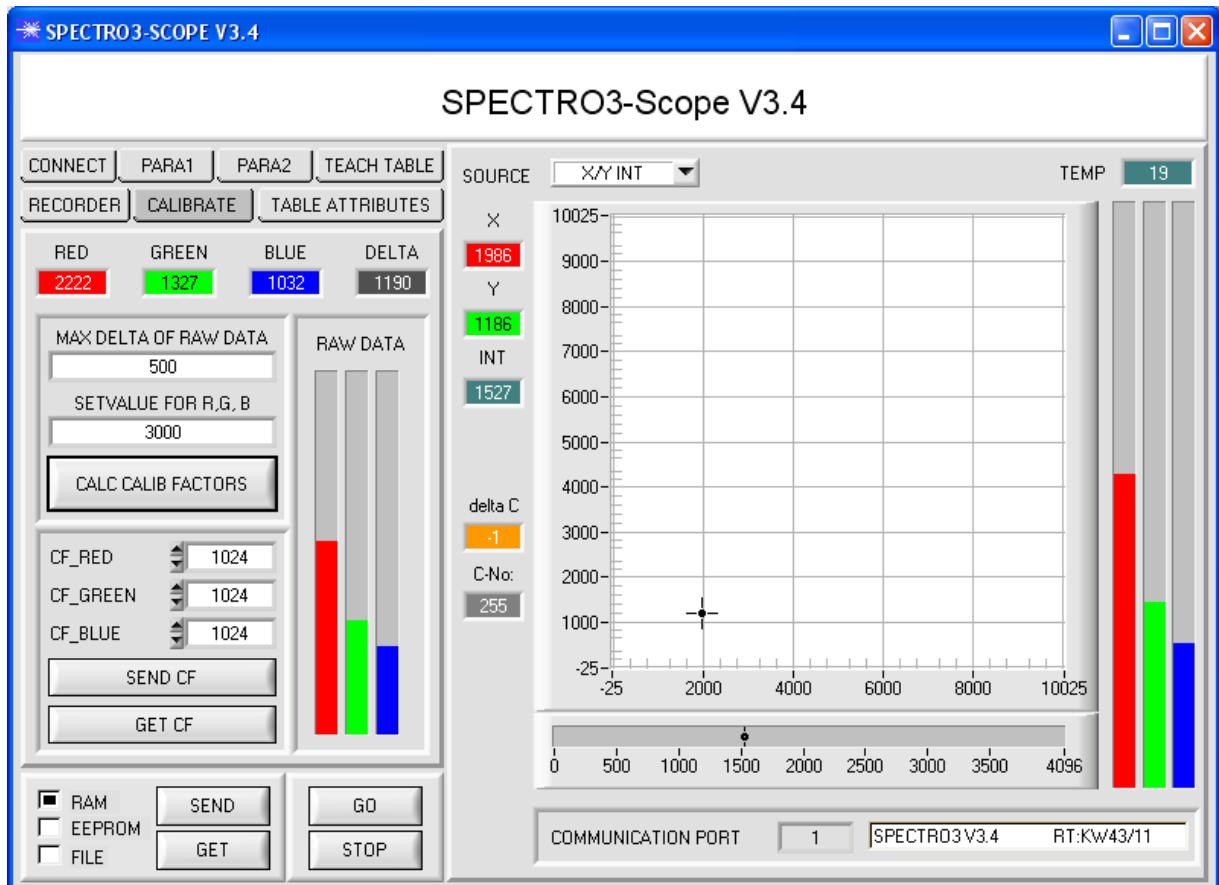 SPECTRO3-SCOPE V3.4
SPECTRO3-Scope V3.4
CONNECT PARA1 PARA2 TEACH TABLE
RECORDER CALIBRATE TABLE ATTRIBUTES
RED GREEN BLUE DELTA
2222 1327 1032 1190
MAX DELTA OF RAW DATA
500
SETVALUE FOR R,G, B
3000
CALC CALIB FACTORS
RAW DATA
CF_RED 1024
CF_GREEN 1024
CF_BLUE 1024
SEND CF
GET CF
RAM
EEPROM
FILE
SEND
GET
GO
STOP
SOURCE X/Y INT
TEMP 19
X
1986
Y
1186
INT
1527
delta C
-1
C-No:
255
10025
9000
8000
7000
6000
5000
4000
3000
2000
1000
-25
-25 2000 4000 6000 8000 10025
0 500 1000 1500 2000 2500 3000 3500 4096
COMMUNICATION PORT 1 SPECTRO3 V3.4 RT:KW43/11